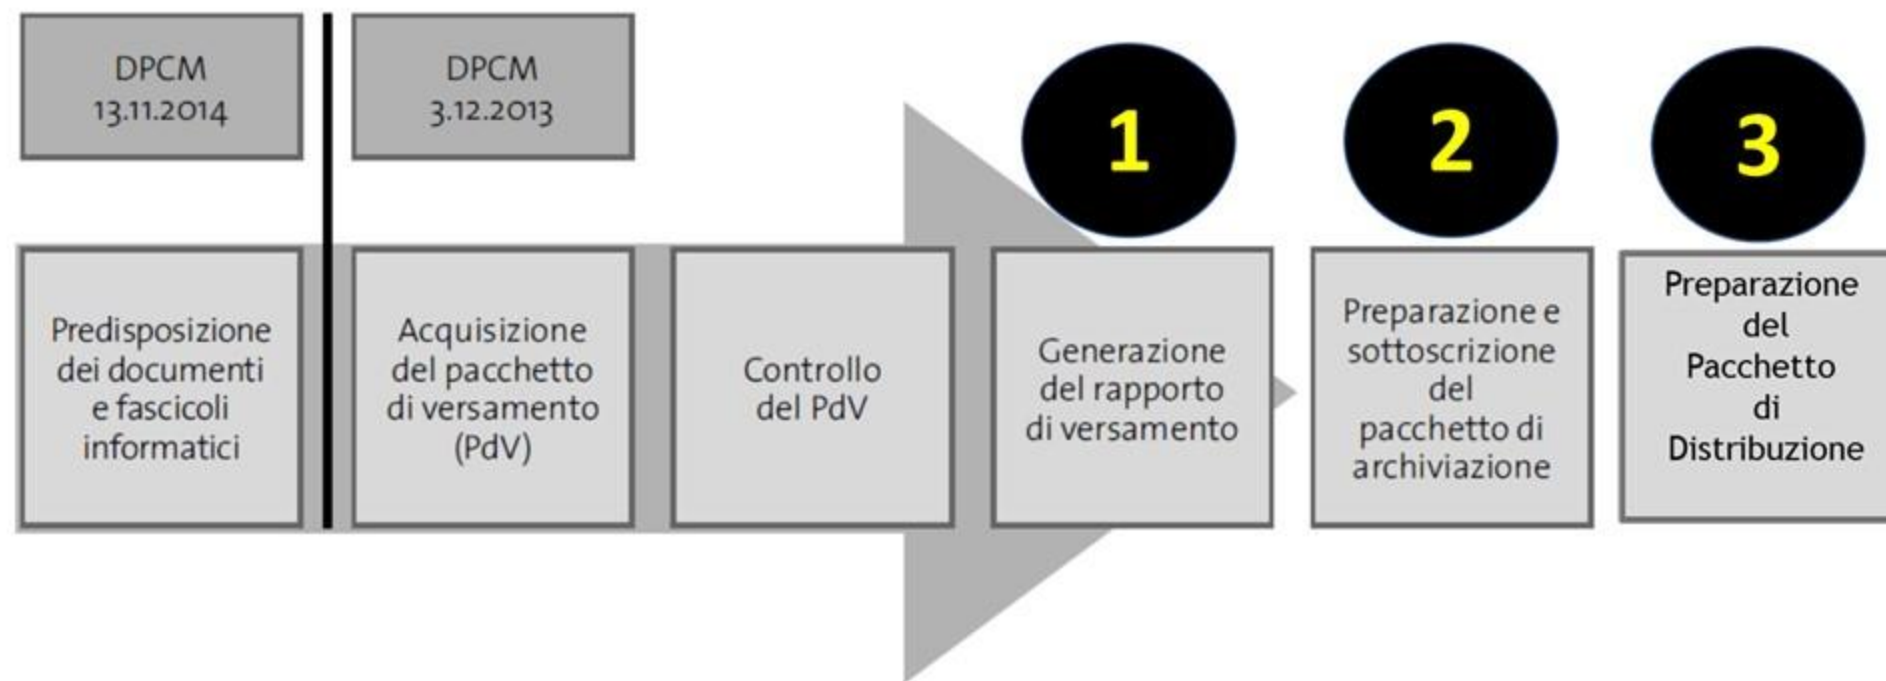 DPCM
13.11.2014
DPCM
3.12.2013
1
2
3
Predisposizione
dei documenti
e fascicoli
informatici
Acquisizione
del pacchetto
di versamento
(PdV)
Controllo
del PdV
Generazione
del rapporto
di versamento
Preparazione e
sottoscrizione
del
pacchetto di
archiviazione
Preparazione
del
Pacchetto
di
Distribuzione